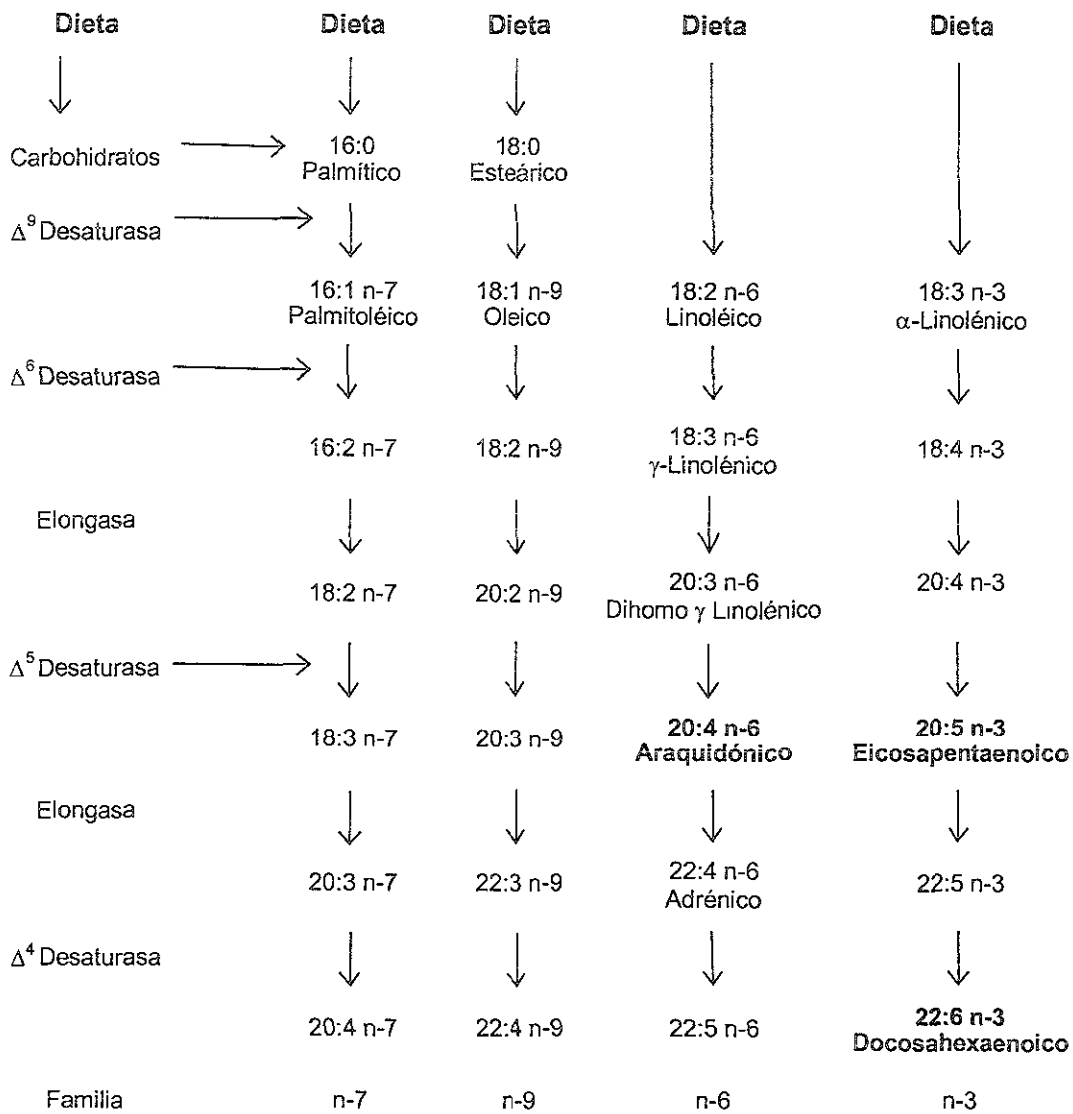 Dieta Dieta Dieta Dieta Dieta
Carbohidratos 16:0 18:0
Palmítico Esteárico
Δ⁹ Desaturasa
16:1 n-7 18:1 n-9 18:2 n-6 18:3 n-3
Palmitoléico Oleico Linoléico α-Linolénico
Δ⁶ Desaturasa
16:2 n-7 18:2 n-9 18:3 n-6 18:4 n-3
γ-Linolénico
Elongasa
18:2 n-7 20:2 n-9 20:3 n-6 20:4 n-3
Dihomo γ Linolénico
Δ⁵ Desaturasa
18:3 n-7 20:3 n-9 20:4 n-6 20:5 n-3
Araquidónico Eicosapentaenoico
Elongasa
20:3 n-7 22:3 n-9 22:4 n-6 22:5 n-3
Adrénico
Δ⁴ Desaturasa
20:4 n-7 22:4 n-9 22:5 n-6 22:6 n-3
Docosahexaenoico
Familia n-7 n-9 n-6 n-3